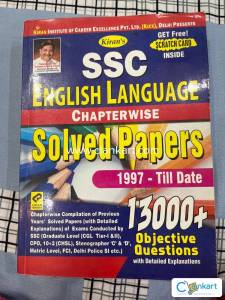 KIRAN INSTITUTE OF CAREER EXCELLENCE PVT. LTD. (KICX), DELHI PRESENTS
Kiran's
GET Free!
SCRATCH CARD
INSIDE
SSC
ENGLISH LANGUAGE
CHAPTERWISE
Solved Papers
1997 - Till Date
13000+
Objective
Questions
with Detailed Explanations
Chapterwise Compilation of Previous
Years' Solved Papers (with Detailed
Explanations) of Exams Conducted by
SSC (Graduate Level (CGL Tier-I & II),
CPO, 10+2 (CHSL), Stenographer 'C' & 'D',
Matric Level, FCI, Delhi Police SI etc.)
Clankart